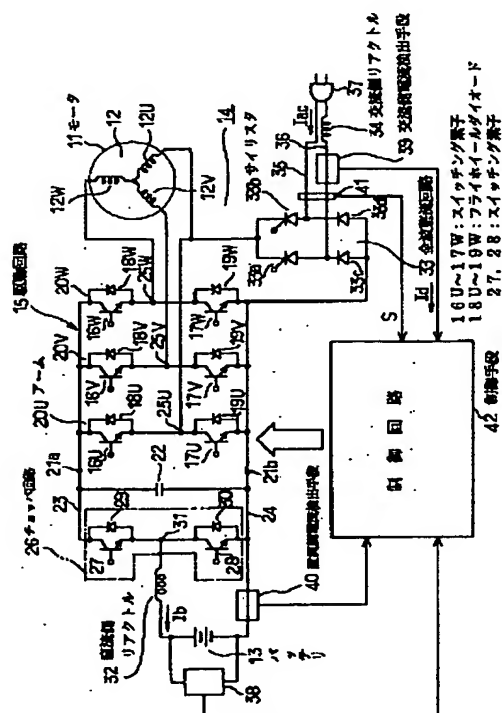 11 モータ
12
12W
12U
12V
14
15 駆動回路
20W
20V
20U アーム
21a
23
26 チョッパ回路
16W
18W
25W
16V
18V
25V
16U
18U
25U
17W
19W
17V
19V
17U
19U
21b
22
24
27
29
28
30
31
32 直流側
リアクトル
Ib
13
バッテリ
38
40 直流側電流検出手段
33b サイリスタ
33a
33c
33d
33 全波整流回路
Iac
36
35
37
34 交流側リアクトル
39 交流側電流検出手段
41
Id
S
制御回路
42 制御手段
16U~17W:スイッチング素子
18U~19W:フライホイールダイオード
27, 28:スイッチング素子